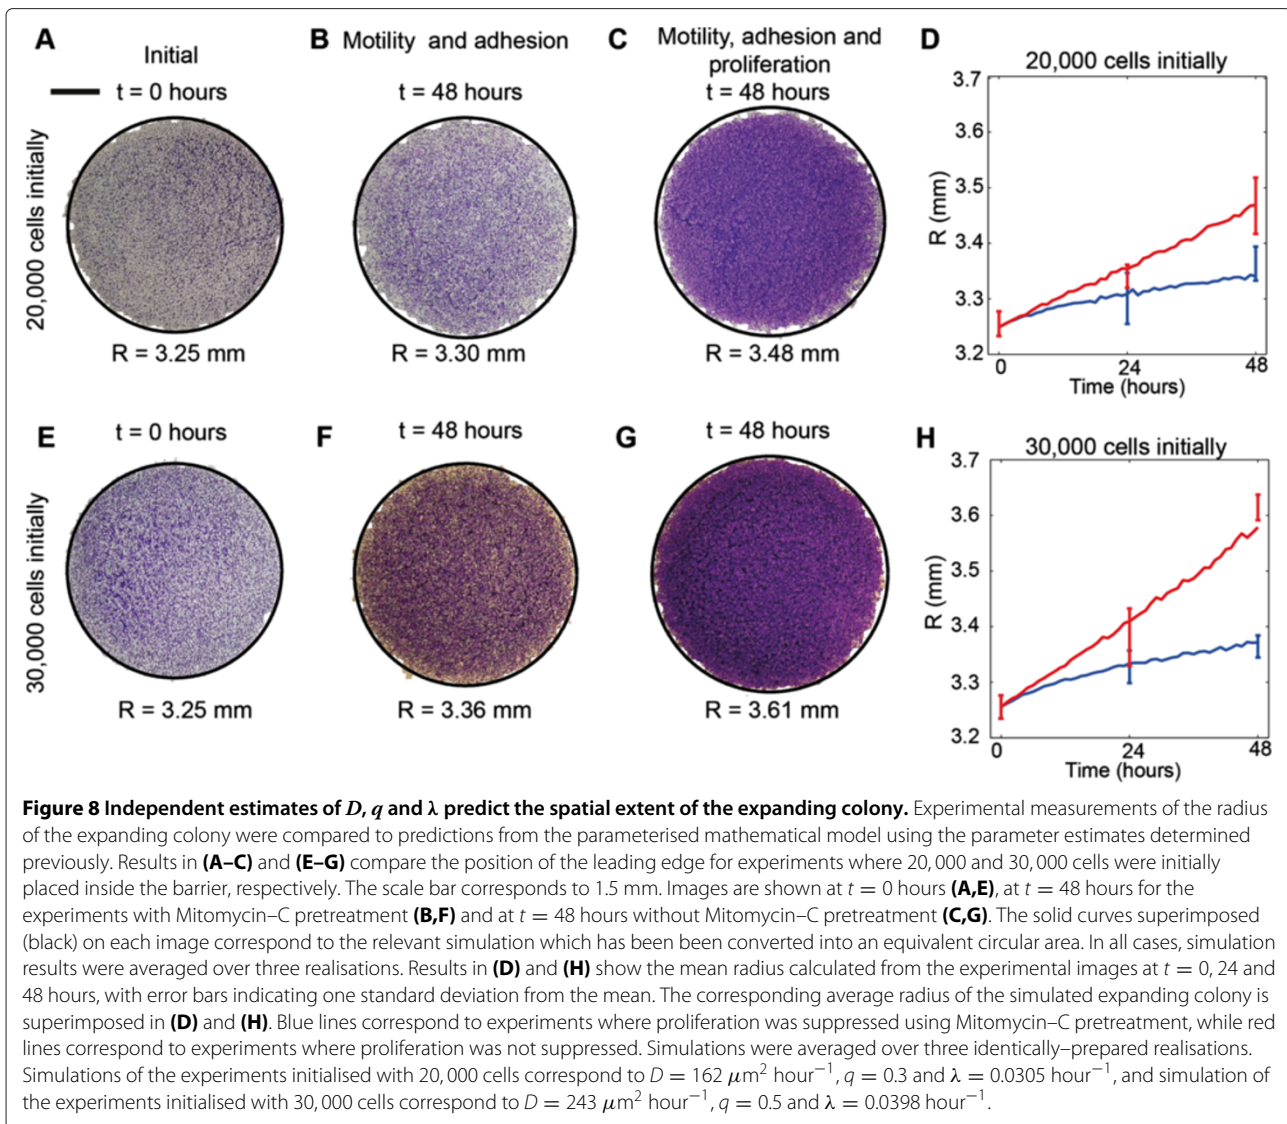 A
Initial
t = 0 hours
B Motility and adhesion
t = 48 hours
C Motility, adhesion and
proliferation
t = 48 hours
D
20,000 cells initially
3.7
3.6
3.5
3.4
3.3
3.2
R (mm)
0 24 48
Time (hours)
20,000 cells initially
R = 3.25 mm
R = 3.30 mm
R = 3.48 mm
E
t = 0 hours
F
t = 48 hours
G
t = 48 hours
H
30,000 cells initially
3.7
3.6
3.5
3.4
3.3
3.2
R (mm)
0 24 48
Time (hours)
30,000 cells initially
R = 3.25 mm
R = 3.36 mm
R = 3.61 mm
Figure 8 Independent estimates of D, q and λ predict the spatial extent of the expanding colony. Experimental measurements of the radius
of the expanding colony were compared to predictions from the parameterised mathematical model using the parameter estimates determined
previously. Results in (A–C) and (E–G) compare the position of the leading edge for experiments where 20,000 and 30,000 cells were initially
placed inside the barrier, respectively. The scale bar corresponds to 1.5 mm. Images are shown at t = 0 hours (A,E), at t = 48 hours for the
experiments with Mitomycin–C pretreatment (B,F) and at t = 48 hours without Mitomycin–C pretreatment (C,G). The solid curves superimposed
(black) on each image correspond to the relevant simulation which has been been converted into an equivalent circular area. In all cases, simulation
results were averaged over three realisations. Results in (D) and (H) show the mean radius calculated from the experimental images at t = 0, 24 and
48 hours, with error bars indicating one standard deviation from the mean. The corresponding average radius of the simulated expanding colony is
superimposed in (D) and (H). Blue lines correspond to experiments where proliferation was suppressed using Mitomycin–C pretreatment, while red
lines correspond to experiments where proliferation was not suppressed. Simulations were averaged over three identically–prepared realisations.
Simulations of the experiments initialised with 20,000 cells correspond to D = 162 μm² hour⁻¹, q = 0.3 and λ = 0.0305 hour⁻¹, and simulation of
the experiments initialised with 30,000 cells correspond to D = 243 μm² hour⁻¹, q = 0.5 and λ = 0.0398 hour⁻¹.